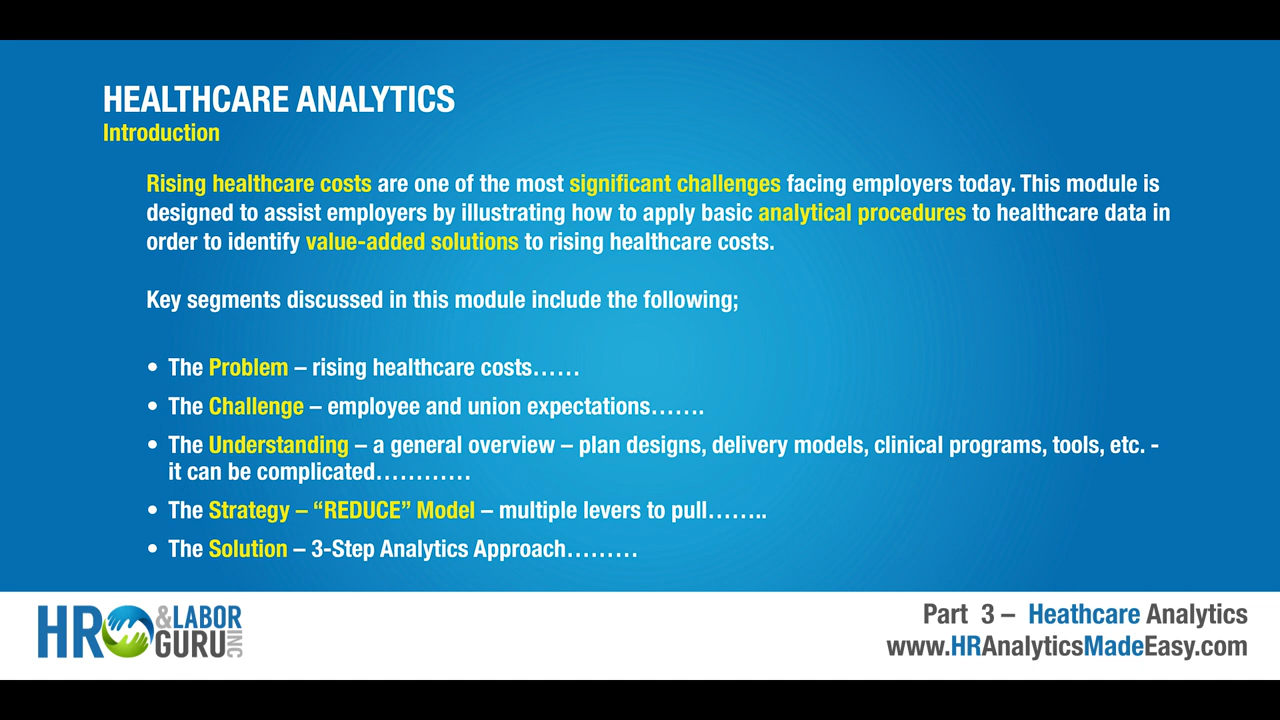 HEALTHCARE ANALYTICS
Introduction
Rising healthcare costs are one of the most significant challenges facing employers today. This module is
designed to assist employers by illustrating how to apply basic analytical procedures to healthcare data in
order to identify value-added solutions to rising healthcare costs.
Key segments discussed in this module include the following;
• The Problem – rising healthcare costs......
• The Challenge – employee and union expectations.......
• The Understanding – a general overview – plan designs, delivery models, clinical programs, tools, etc. -
it can be complicated............
• The Strategy – “REDUCE” Model – multiple levers to pull........
• The Solution – 3-Step Analytics Approach.........
HR &LABOR
GURU INC
Part 3 – Heathcare Analytics
www.HRAnalyticsMadeEasy.com